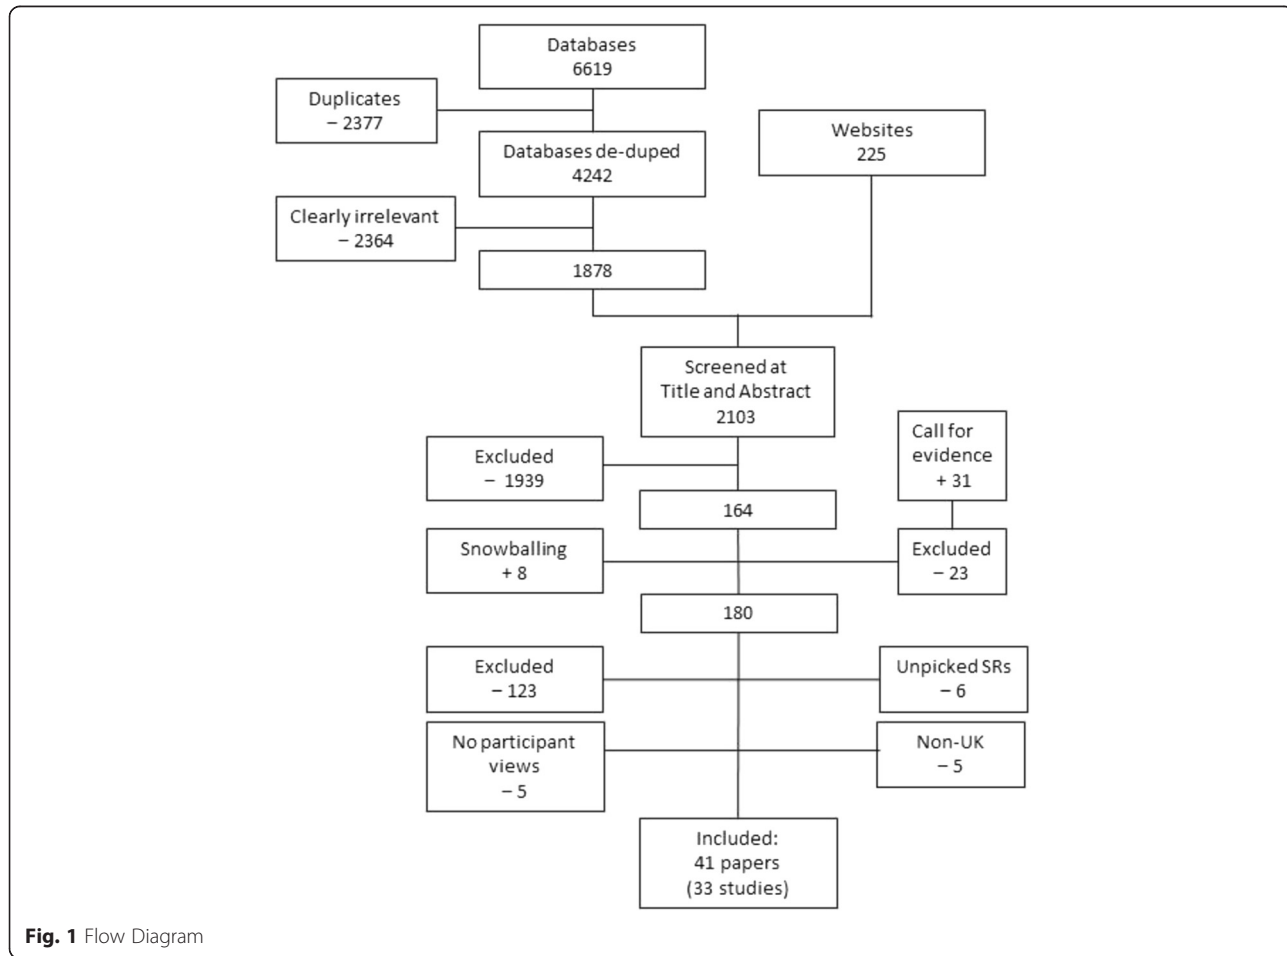 Databases
6619
Duplicates
– 2377
Websites
225
Databases de-duped
4242
Clearly irrelevant
– 2364
1878
Screened at
Title and Abstract
2103
Call for
evidence
+ 31
Excluded
– 1939
164
Snowballing
+ 8
Excluded
– 23
180
Excluded
– 123
Unpicked SRs
– 6
No participant
views
– 5
Non-UK
– 5
Included:
41 papers
(33 studies)
Fig. 1 Flow Diagram